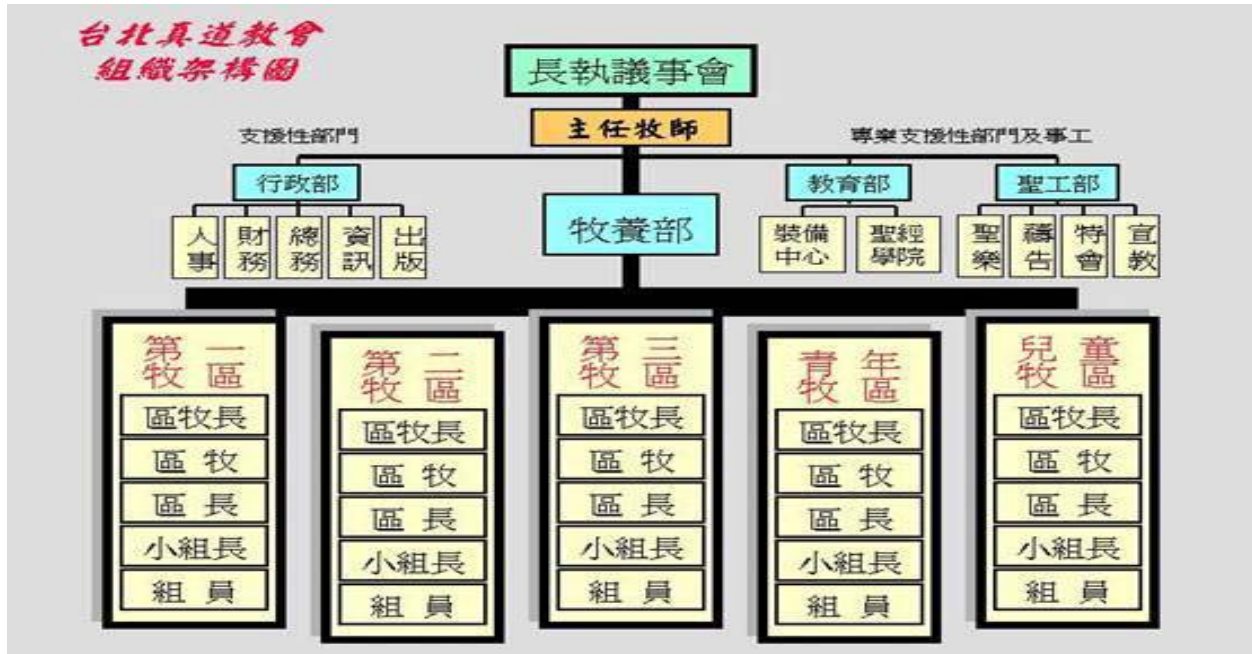 台北真道教會
組織架構圖
長執議事會
主任牧師
支援性部門
專業支援性部門及事工
行政部
教育部
聖工部
牧養部
人事
財務
總務
資訊
出版
裝備
中心
聖經
學院
聖樂
禱告
特會
宣教
第一
牧區
區牧長
區牧
區長
小組長
組員
第二
牧區
區牧長
區牧
區長
小組長
組員
第三
牧區
區牧長
區牧
區長
小組長
組員
青年
牧區
區牧長
區牧
區長
小組長
組員
兒童
牧區
區牧長
區牧
區長
小組長
組員